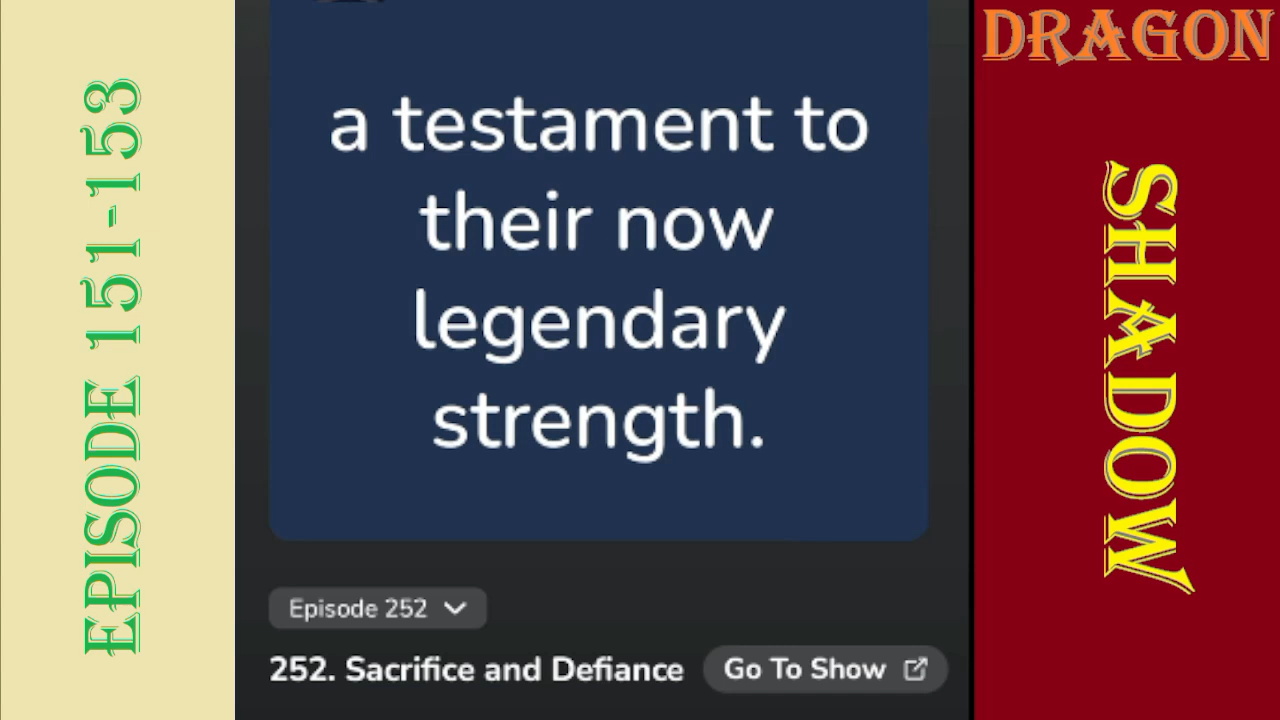 EPISODE 151-153
a testament to
their now
legendary
strength.
Episode 252
252. Sacrifice and Defiance
Go To Show
DRAGON
SHADOW